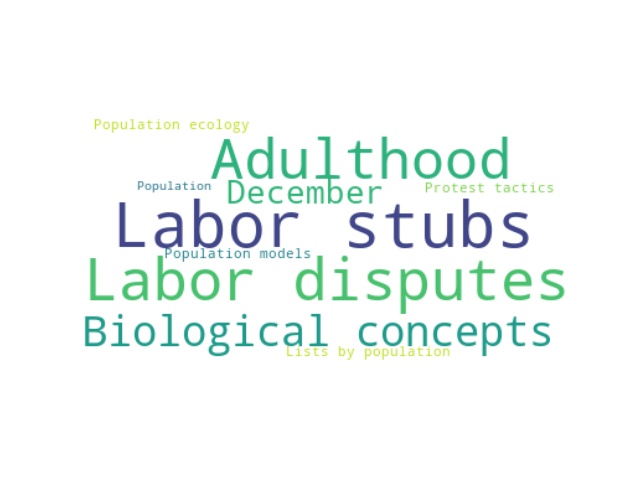 Population ecology
Adulthood
Population
December
Protest tactics
Labor stubs
Population models
Labor disputes
Biological concepts
Lists by population